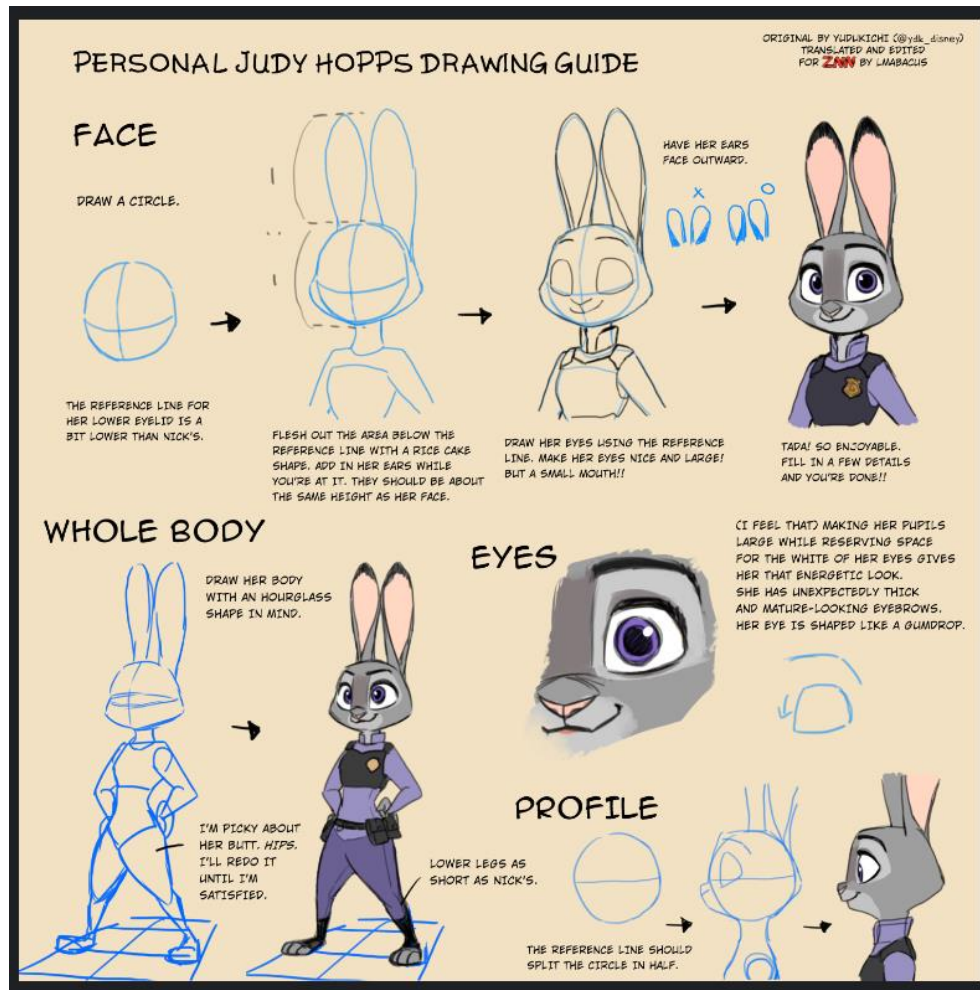 PERSONAL JUDY HOPPS DRAWING GUIDE
ORIGINAL BY YUDUKICHI (@ydk_disney)
TRANSLATED AND EDITED
FOR ZNN BY LMABACUS
FACE
DRAW A CIRCLE.
THE REFERENCE LINE FOR
HER LOWER EYELID IS A
BIT LOWER THAN NICK'S.
FLESH OUT THE AREA BELOW THE
REFERENCE LINE WITH A RICE CAKE
SHAPE. ADD IN HER EARS WHILE
YOU'RE AT IT. THEY SHOULD BE ABOUT
THE SAME HEIGHT AS HER FACE.
DRAW HER EYES USING THE REFERENCE
LINE. MAKE HER EYES NICE AND LARGE!
BUT A SMALL MOUTH!!
HAVE HER EARS
FACE OUTWARD.
TADA! SO ENJOYABLE.
FILL IN A FEW DETAILS
AND YOU'RE DONE!!
WHOLE BODY
DRAW HER BODY
WITH AN HOURGLASS
SHAPE IN MIND.
I'M PICKY ABOUT
HER BUTT. HIPS.
I'LL REDO IT
UNTIL I'M
SATISFIED.
LOWER LEGS AS
SHORT AS NICK'S.
EYES
(I FEEL THAT) MAKING HER PUPILS
LARGE WHILE RESERVING SPACE
FOR THE WHITE OF HER EYES GIVES
HER THAT ENERGETIC LOOK.
SHE HAS UNEXPECTEDLY THICK
AND MATURE-LOOKING EYEBROWS.
HER EYE IS SHAPED LIKE A GUMDROP.
PROFILE
THE REFERENCE LINE SHOULD
SPLIT THE CIRCLE IN HALF.